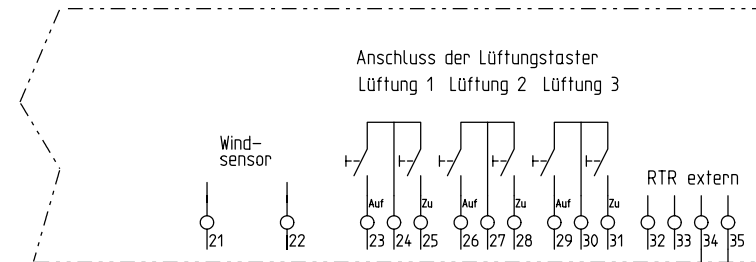 Anschluss der Lüftungstaster
Lüftung 1 Lüftung 2 Lüftung 3
Wind-
sensor
RTR extern
Auf Zu Auf Zu Auf Zu
21 22 23 24 25 26 27 28 29 30 31 32 33 34 35